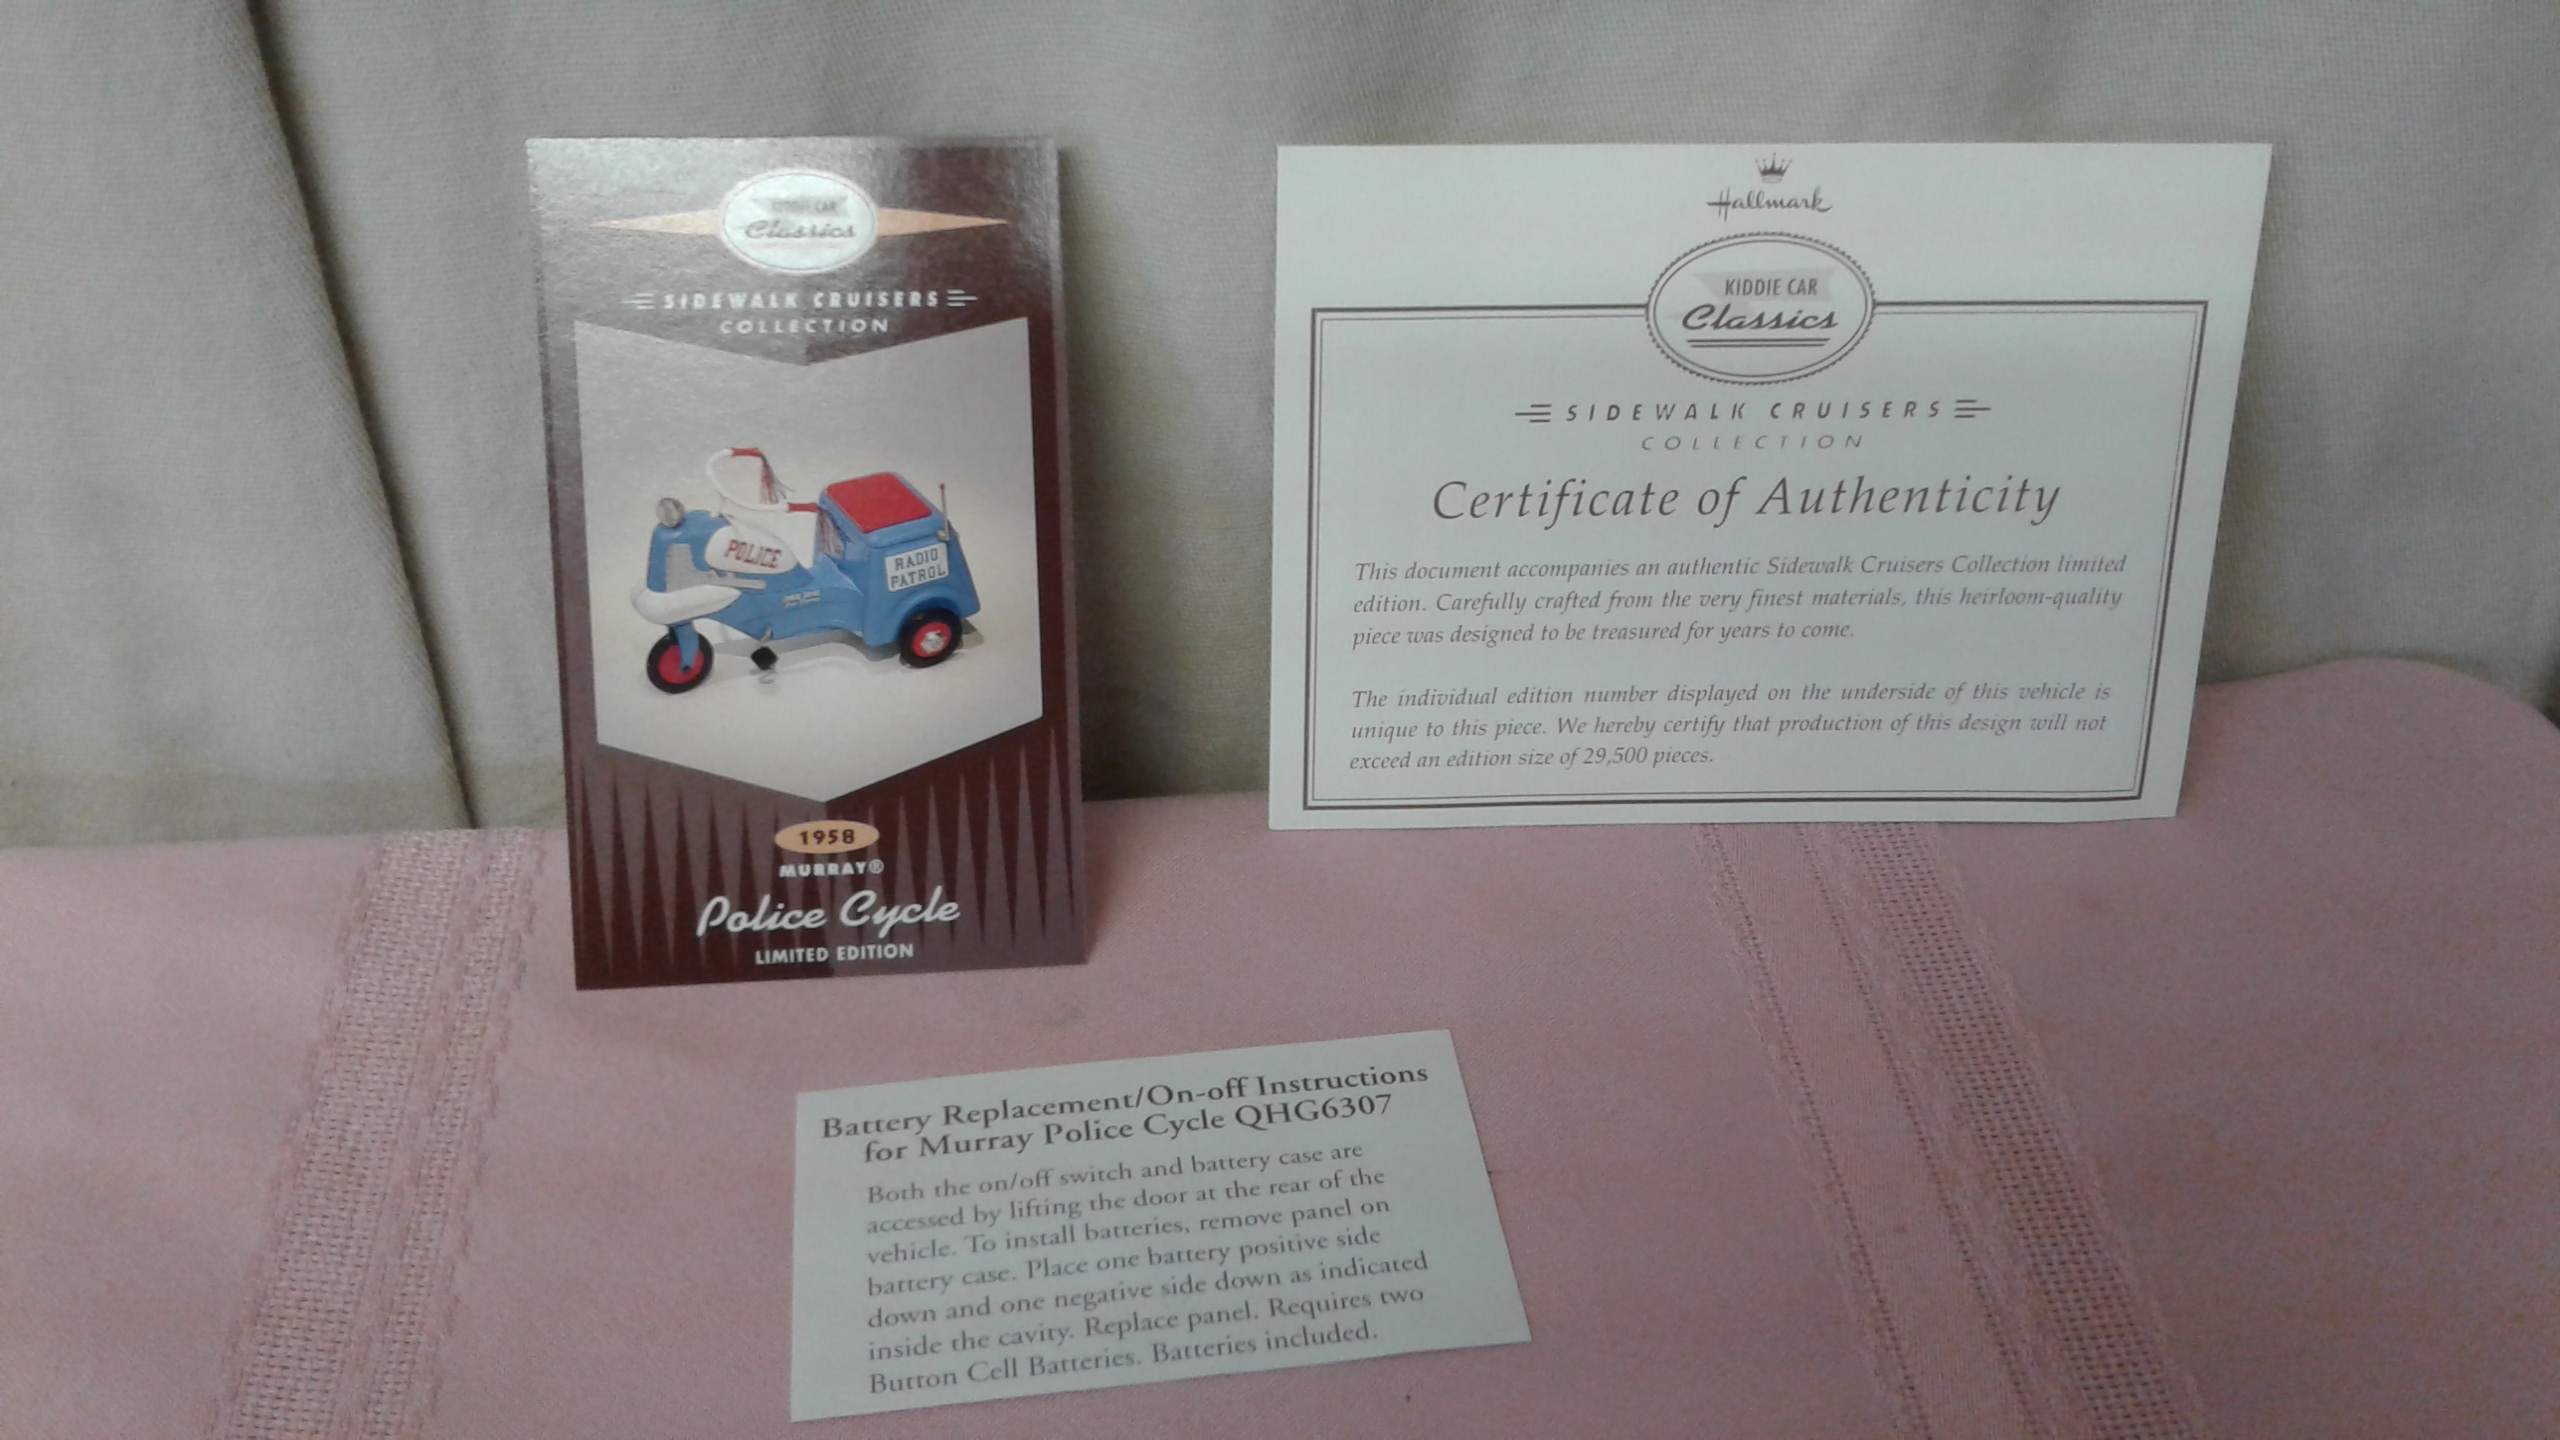 KIDDIE CAR
Classics
SIDEWALK CRUISERS
COLLECTION
POLICE
RADIO
PATROL
1958
MURRAY®
Police Cycle
LIMITED EDITION
Hallmark
KIDDIE CAR
Classics
SIDEWALK CRUISERS
COLLECTION
Certificate of Authenticity
This document accompanies an authentic Sidewalk Cruisers Collection limited
edition. Carefully crafted from the very finest materials, this heirloom-quality
piece was designed to be treasured for years to come.
The individual edition number displayed on the underside of this vehicle is
unique to this piece. We hereby certify that production of this design will not
exceed an edition size of 29,500 pieces.
Battery Replacement/On-off Instructions
for Murray Police Cycle QHG6307
Both the on/off switch and battery case are
accessed by lifting the door at the rear of the
vehicle. To install batteries, remove panel on
battery case. Place one battery positive side
down and one negative side down as indicated
inside the cavity. Replace panel. Requires two
Button Cell Batteries. Batteries included.